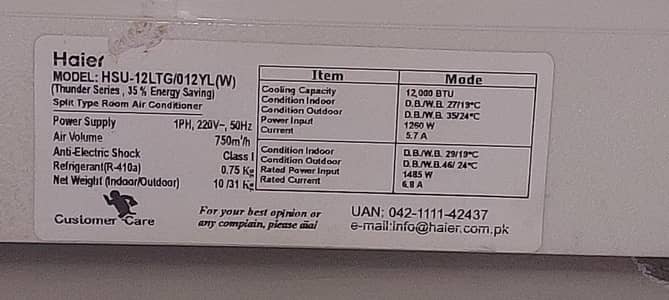 Haier
MODEL: HSU-12LTG/012YL(W)
(Thunder Series, 35% Energy Saving)
Split Type Room Air Conditioner
Power Supply 1PH, 220V~, 50Hz
Air Volume 750m³/h
Anti-Electric Shock Class I
Refrigerant(R-410a) 0.75 Kg
Net Weight (Indoor/Outdoor) 10/31 Kg
Item Mode
Cooling Capacity 12,000 BTU
Condition Indoor D.B./W.B. 27/19°C
Condition Outdoor D.B./W.B. 35/24°C
Power Input 1260 W
Current 5.7 A
Condition Indoor D.B./W.B. 29/19°C
Condition Outdoor D.B./W.B. 46/24°C
Rated Power Input 1485 W
Rated Current 6.8 A
Customer Care
For your best opinion or
any complain, please dial
UAN: 042-1111-42437
e-mail:info@haier.com.pk